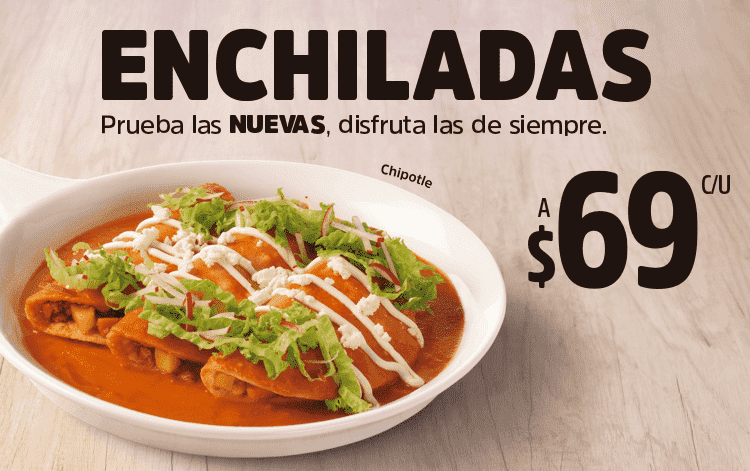 ENCHILADAS
Prueba las NUEVAS, disfruta las de siempre.
Chipotle
A $69 C/U